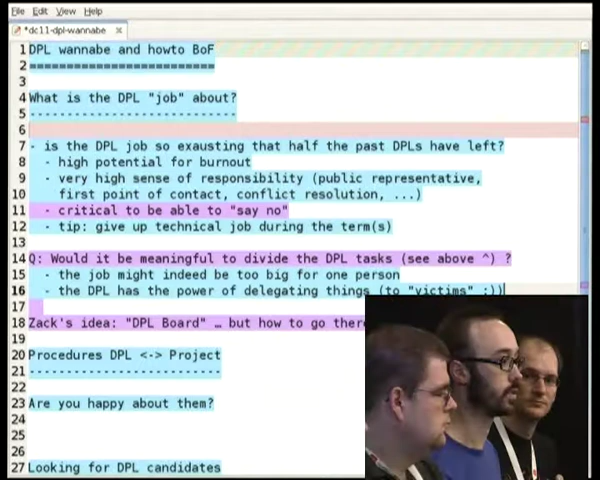 File Edit View Help
*dc11-dpl-wannabe
1 DPL wannabe and howto BoF
2 =========================
3
4 What is the DPL "job" about?
5 ----------------------------
6
7 - is the DPL job so exausting that half the past DPLs have left?
8 - high potential for burnout
9 - very high sense of responsibility (public representative,
10 first point of contact, conflict resolution, ...)
11 - critical to be able to "say no"
12 - tip: give up technical job during the term(s)
13
14 Q: Would it be meaningful to divide the DPL tasks (see above ^) ?
15 - the job might indeed be too big for one person
16 - the DPL has the power of delegating things (to "victims" ;))
17
18 Zack's idea: "DPL Board" … but how to go there
19
20 Procedures DPL <-> Project
21 --------------------------
22
23 Are you happy about them?
24
25
26
27 Looking for DPL candidates